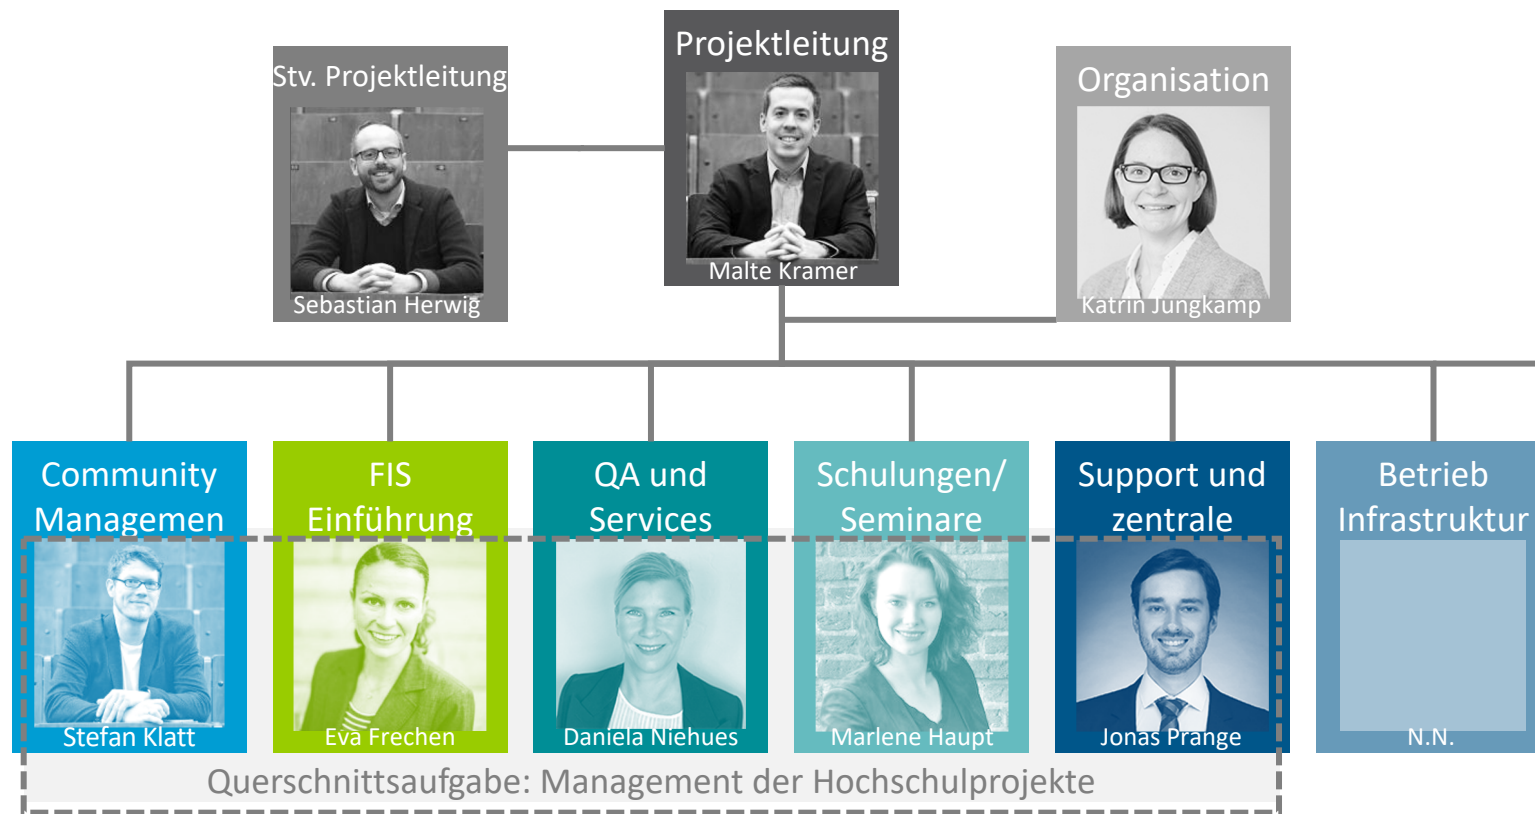 Projektleitung
Malte Kramer
Stv. Projektleitung
Sebastian Herwig
Organisation
Katrin Jungkamp
Community
Managemen
Stefan Klatt
FIS
Einführung
Eva Frechen
QA und
Services
Daniela Niehues
Schulungen/
Seminare
Marlene Haupt
Support und
zentrale
Jonas Prange
Betrieb
Infrastruktur
N.N.
Querschnittsaufgabe: Management der Hochschulprojekte